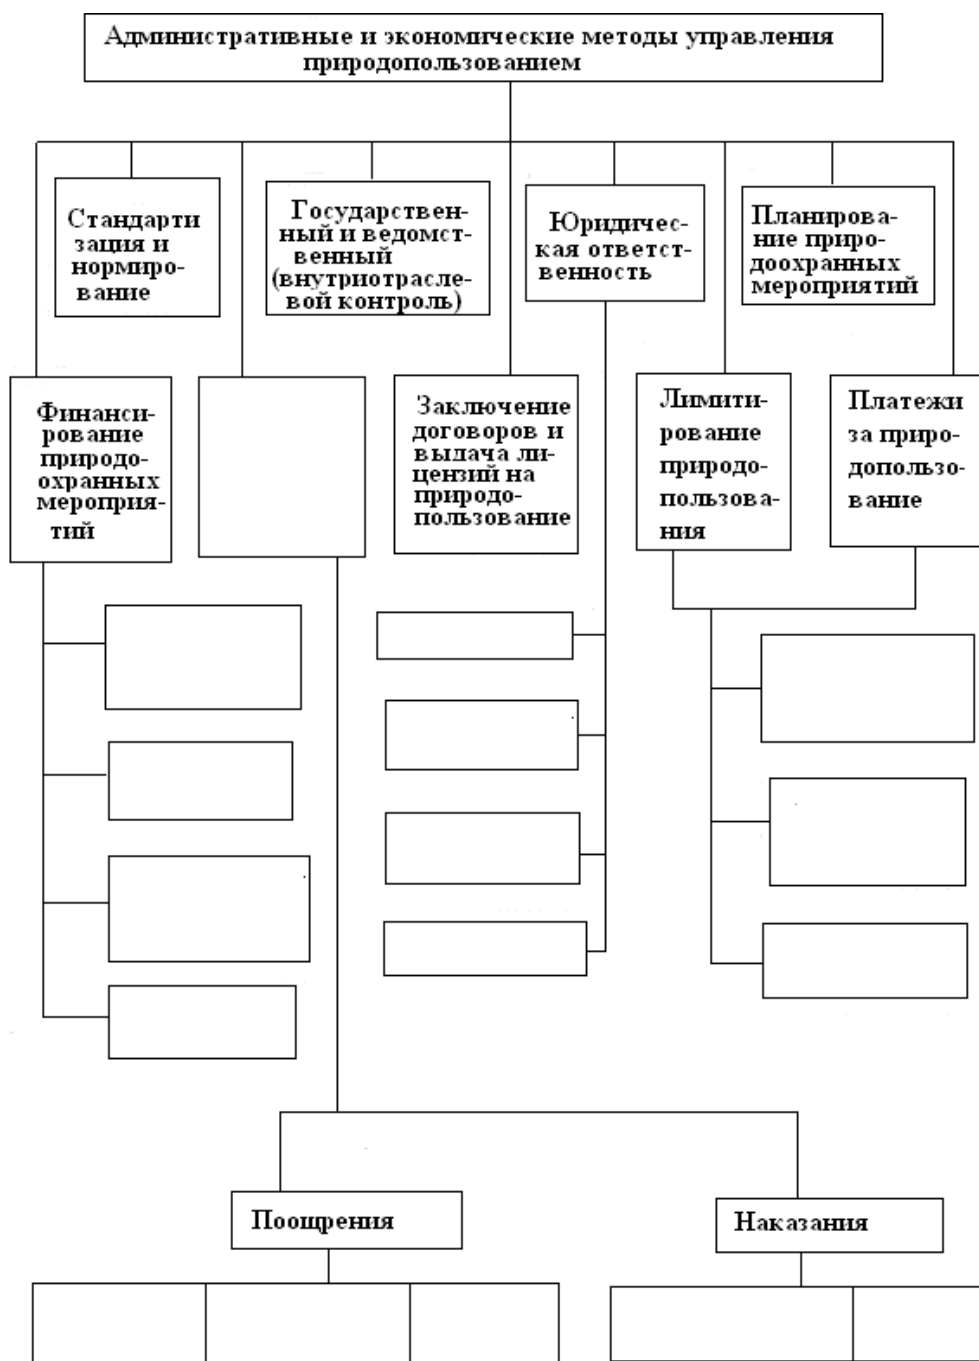 Административные и экономические методы управления
природопользованием
Стандарти
зация и
нормиро-
вание
Государствен-
ный и ведомст-
венный
(внутриотрасле-
вой контроль)
Юридичес-
кая ответст-
венность
Планирова-
ние приро-
доохранных
мероприятий
Финанси-
рование
природо-
охранных
мероприя-
тий
Заключение
договоров и
выдача ли-
цензий на
природо-
пользование
Лимити-
рование
природо-
пользова-
ния
Платежи
за приро-
допользо-
вание
Поощрения
Наказания